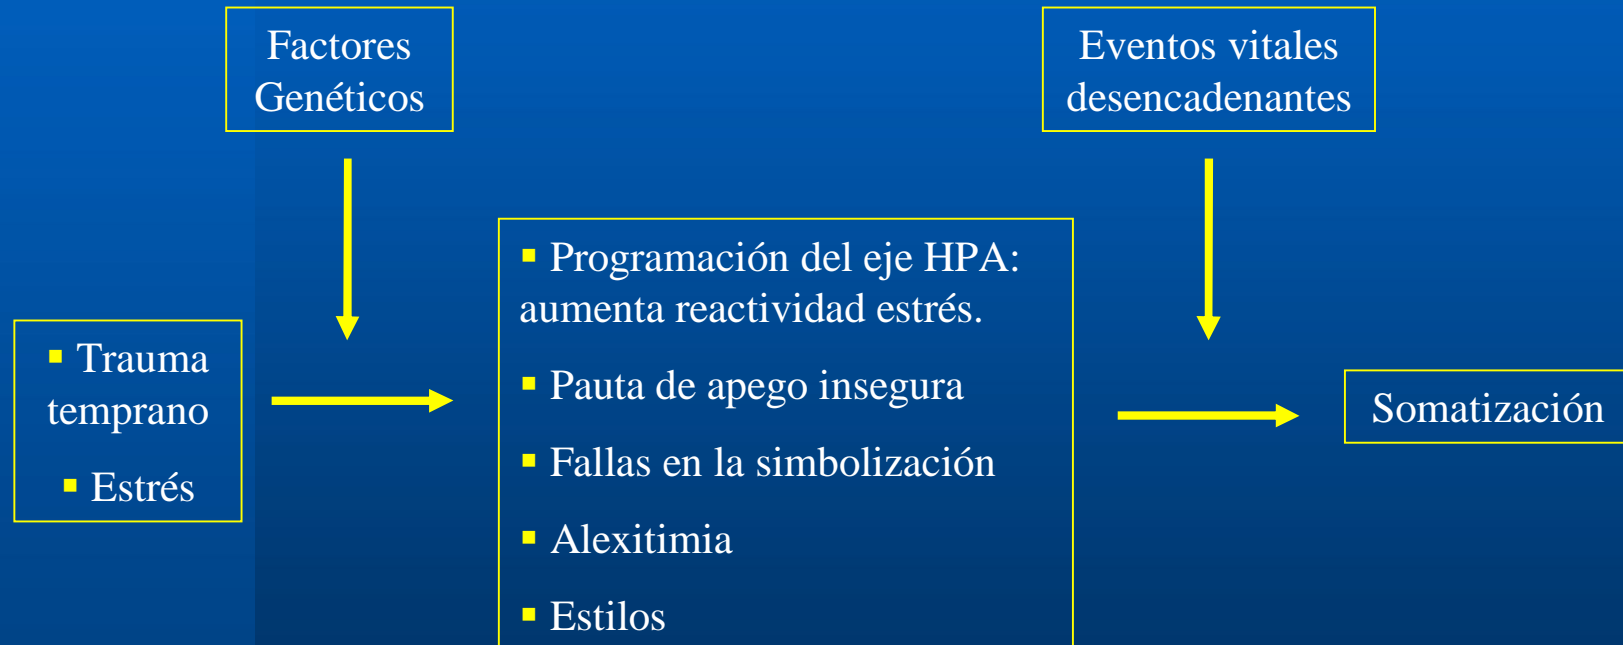 Factores
Genéticos
Eventos vitales
desencadenantes
▪ Trauma
temprano
▪ Estrés
▪ Programación del eje HPA:
aumenta reactividad estrés.
▪ Pauta de apego insegura
▪ Fallas en la simbolización
▪ Alexitimia
▪ Estilos
Somatización